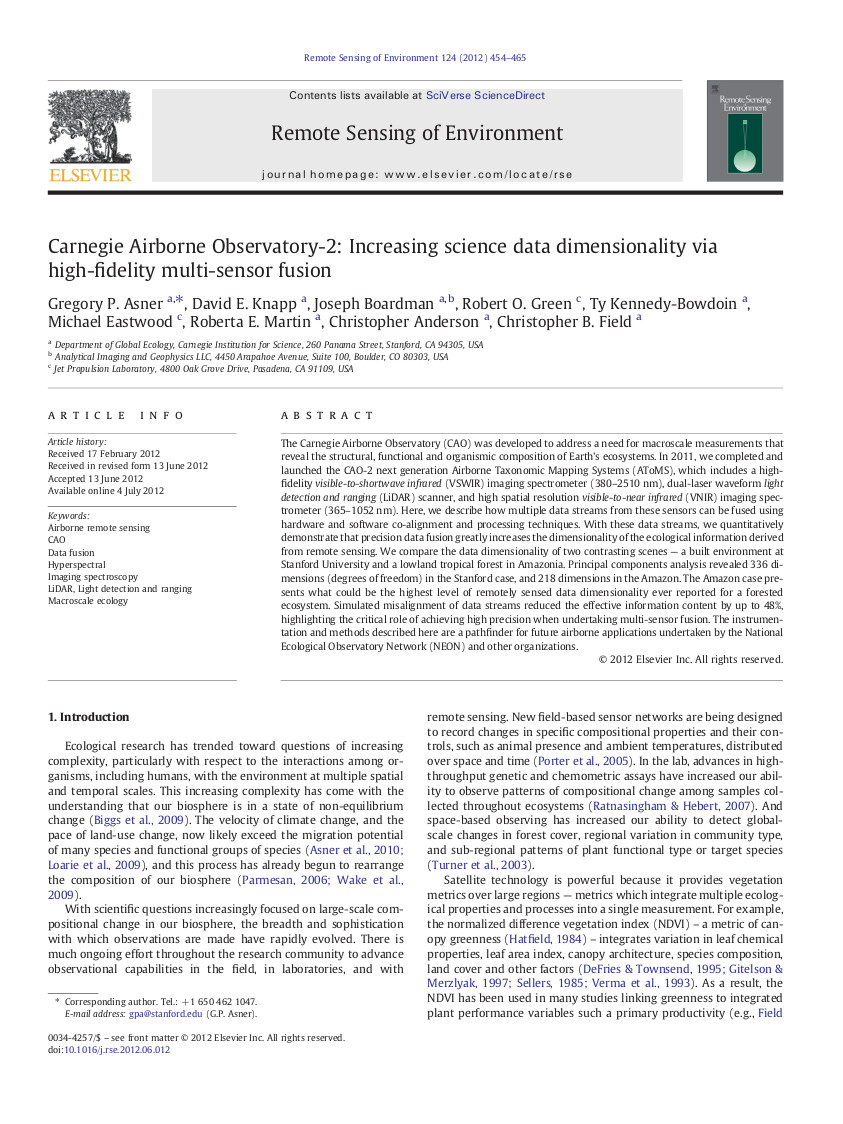 Remote Sensing of Environment 124 (2012) 454–465
Contents lists available at SciVerse ScienceDirect
Remote Sensing of Environment
journal homepage: www.elsevier.com/locate/rse
ELSEVIER
Remote Sensing
Environment
Carnegie Airborne Observatory-2: Increasing science data dimensionality via
high-fidelity multi-sensor fusion
Gregory P. Asner a,*, David E. Knapp a, Joseph Boardman a,b, Robert O. Green c, Ty Kennedy-Bowdoin a,
Michael Eastwood c, Roberta E. Martin a, Christopher Anderson a, Christopher B. Field a
a Department of Global Ecology, Carnegie Institution for Science, 260 Panama Street, Stanford, CA 94305, USA
b Analytical Imaging and Geophysics LLC, 4450 Arapahoe Avenue, Suite 100, Boulder, CO 80303, USA
c Jet Propulsion Laboratory, 4800 Oak Grove Drive, Pasadena, CA 91109, USA
ARTICLE INFO
Article history:
Received 17 February 2012
Received in revised form 13 June 2012
Accepted 13 June 2012
Available online 4 July 2012
Keywords:
Airborne remote sensing
CAO
Data fusion
Hyperspectral
Imaging spectroscopy
LiDAR, Light detection and ranging
Macroscale ecology
ABSTRACT
The Carnegie Airborne Observatory (CAO) was developed to address a need for macroscale measurements that
reveal the structural, functional and organismic composition of Earth's ecosystems. In 2011, we completed and
launched the CAO-2 next generation Airborne Taxonomic Mapping Systems (AToMS), which includes a high-
fidelity visible-to-shortwave infrared (VSWIR) imaging spectrometer (380–2510 nm), dual-laser waveform light
detection and ranging (LiDAR) scanner, and high spatial resolution visible-to-near infrared (VNIR) imaging spec-
trometer (365–1052 nm). Here, we describe how multiple data streams from these sensors can be fused using
hardware and software co-alignment and processing techniques. With these data streams, we quantitatively
demonstrate that precision data fusion greatly increases the dimensionality of the ecological information derived
from remote sensing. We compare the data dimensionality of two contrasting scenes — a built environment at
Stanford University and a lowland tropical forest in Amazonia. Principal components analysis revealed 336 di-
mensions (degrees of freedom) in the Stanford case, and 218 dimensions in the Amazon. The Amazon case pre-
sents what could be the highest level of remotely sensed data dimensionality ever reported for a forested
ecosystem. Simulated misalignment of data streams reduced the effective information content by up to 48%,
highlighting the critical role of achieving high precision when undertaking multi-sensor fusion. The instrumen-
tation and methods described here are a pathfinder for future airborne applications undertaken by the National
Ecological Observatory Network (NEON) and other organizations.
© 2012 Elsevier Inc. All rights reserved.
1. Introduction
Ecological research has trended toward questions of increasing
complexity, particularly with respect to the interactions among or-
ganisms, including humans, with the environment at multiple spatial
and temporal scales. This increasing complexity has come with the
understanding that our biosphere is in a state of non-equilibrium
change (Biggs et al., 2009). The velocity of climate change, and the
pace of land-use change, now likely exceed the migration potential
of many species and functional groups of species (Asner et al., 2010;
Loarie et al., 2009), and this process has already begun to rearrange
the composition of our biosphere (Parmesan, 2006; Wake et al.,
2009).
With scientific questions increasingly focused on large-scale com-
positional change in our biosphere, the breadth and sophistication
with which observations are made have rapidly evolved. There is
much ongoing effort throughout the research community to advance
observational capabilities in the field, in laboratories, and with
* Corresponding author. Tel.: +1 650 462 1047.
E-mail address: gpa@stanford.edu (G.P. Asner).
0034-4257/$ – see front matter © 2012 Elsevier Inc. All rights reserved.
doi:10.1016/j.rse.2012.06.012
remote sensing. New field-based sensor networks are being designed
to record changes in specific compositional properties and their con-
trols, such as animal presence and ambient temperatures, distributed
over space and time (Porter et al., 2005). In the lab, advances in high-
throughput genetic and chemometric assays have increased our abil-
ity to observe patterns of compositional change among samples col-
lected throughout ecosystems (Ratnasingham & Hebert, 2007). And
space-based observing has increased our ability to detect global-
scale changes in forest cover, regional variation in community type,
and sub-regional patterns of plant functional type or target species
(Turner et al., 2003).
Satellite technology is powerful because it provides vegetation
metrics over large regions — metrics which integrate multiple ecolog-
ical properties and processes into a single measurement. For example,
the normalized difference vegetation index (NDVI) – a metric of can-
opy greenness (Hatfield, 1984) – integrates variation in leaf chemical
properties, leaf area index, canopy architecture, species composition,
land cover and other factors (DeFries & Townsend, 1995; Gitelson &
Merzlyak, 1997; Sellers, 1985; Verma et al., 1993). As a result, the
NDVI has been used in many studies linking greenness to integrated
plant performance variables such a primary productivity (e.g., Field